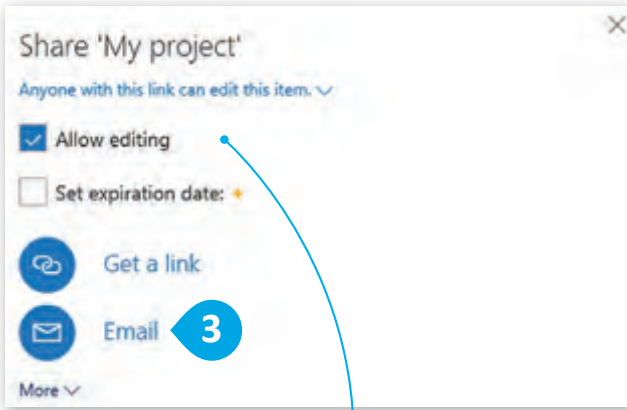 Share 'My project'
Anyone with this link can edit this item.
Allow editing
Set expiration date:
Get a link
Email 3
More